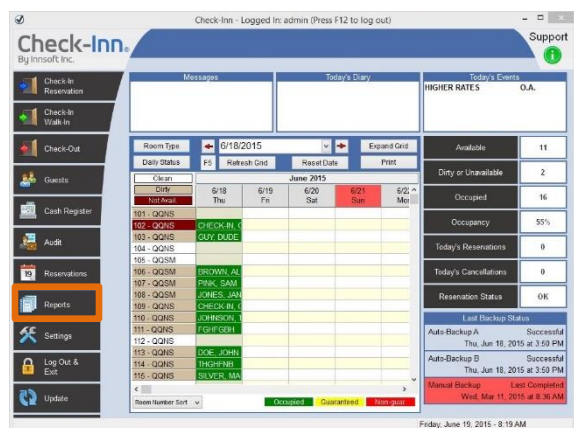 Check-Inn - Logged In: admin (Press F12 to log out)
Check-Inn®
By Innsoft Inc.
Support
Check-In
Reservation
Check-In
Walk-In
Check-Out
Guests
Cash Register
Audit
19
Reservations
Reports
Settings
Log Out &
Exit
Update
Messages
Today's Diary
Today's Events
HIGHER RATES O.A.
Room Type 6/18/2015 Expand Grid
Daily Status F5 Refresh Grid Reset Date Print
Clean June 2015
Dirty 6/18 6/19 6/20 6/21
Not Avail. Thu Fri Sat Sun
101 - QQNS
102 - QQNS CHECK-IN,
103 - QQNS GUY, DUDE
104 - QQNS
105 - QQSM
106 - QQSM BROWN, AL
107 - QQSM PINK, SAM
108 - QQSM JONES, JAN
109 - QQNS CHECK-IN,
110 - QQNS JOHNSON,
111 - QQNS FGHFGBH
112 - QQNS
113 - QQNS DOE, JOHN
114 - QQNS THGHFNB
115 - QQNS SILVER, MA
Room Number Sort Occupied Guaranteed Non-guar
Available 11
Dirty or Unavailable 2
Occupied 16
Occupancy 55%
Today's Reservations 0
Today's Cancellations 0
Reservation Status OK
Last Backup Status
Auto-Backup A Successful
Thu, Jun 18, 2015 at 3:50 PM
Auto-Backup B Successful
Thu, Jun 18, 2015 at 3:50 PM
Manual Backup Last Completed
Wed, Mar 11, 2015 at 8:36 AM
Friday, June 19, 2015 - 8:19 AM